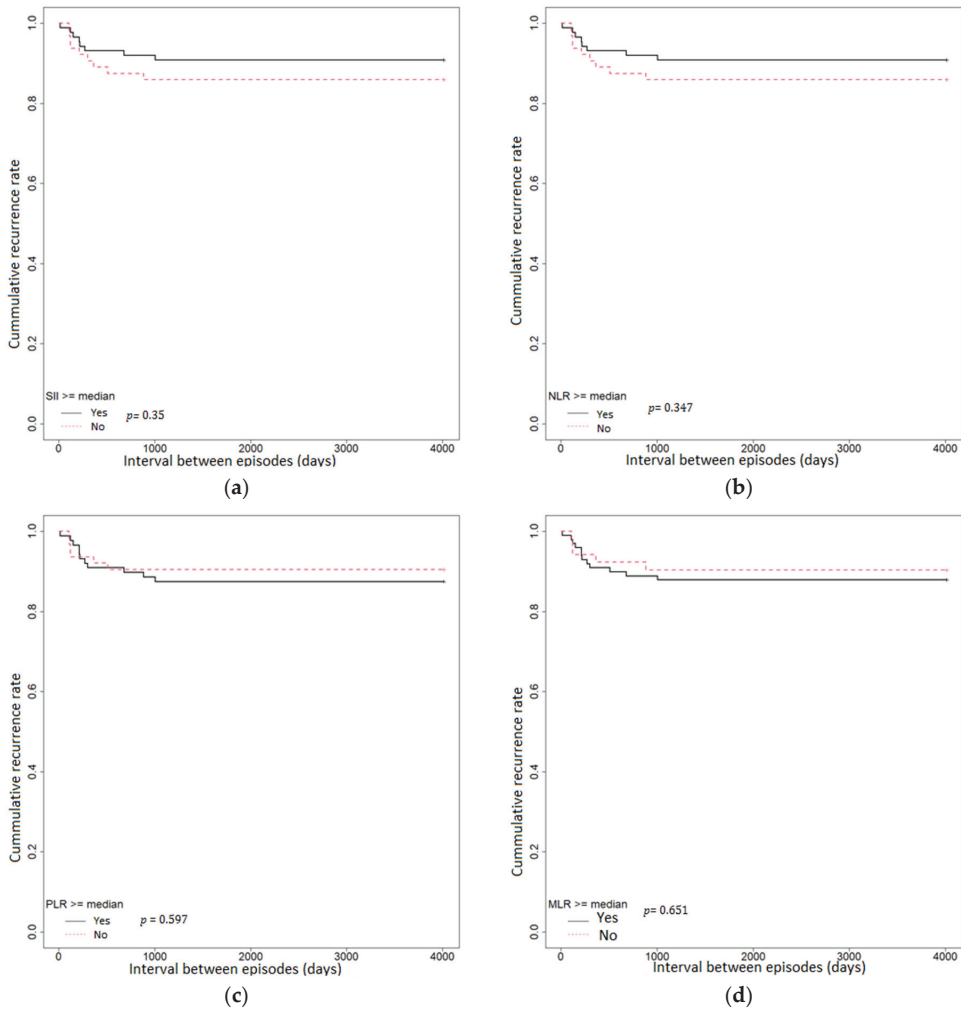 Cummulative recurrence rate
1.0
0.8
0.6
0.4
0.2
0.0
SII >= median
Yes
No
p= 0.35
0 1000 2000 3000 4000
Interval between episodes (days)
(a)
Cummulative recurrence rate
1.0
0.8
0.6
0.4
0.2
0.0
NLR >= median
Yes
No
p= 0.347
0 1000 2000 3000 4000
Interval between episodes (days)
(b)
Cummulative recurrence rate
1.0
0.8
0.6
0.4
0.2
0.0
PLR >= median
Yes
No
p = 0.597
0 1000 2000 3000 4000
Interval between episodes (days)
(c)
Cummulative recurrence rate
1.0
0.8
0.6
0.4
0.2
0.0
MLR >= median
Yes
No
p= 0.651
0 1000 2000 3000 4000
Interval between episodes (days)
(d)